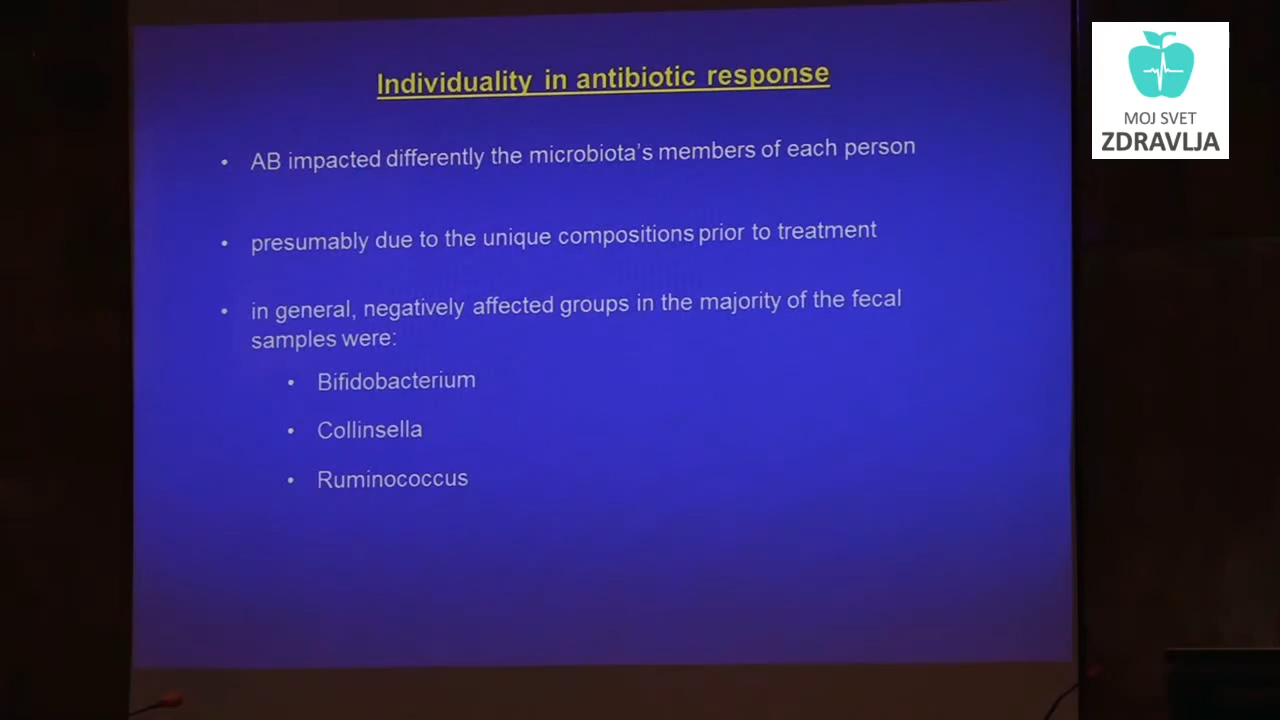 Individuality in antibiotic response
• AB impacted differently the microbiota's members of each person
• presumably due to the unique compositions prior to treatment
• in general, negatively affected groups in the majority of the fecal
samples were:
• Bifidobacterium
• Collinsella
• Ruminococcus
MOJ SVET
ZDRAVLJA